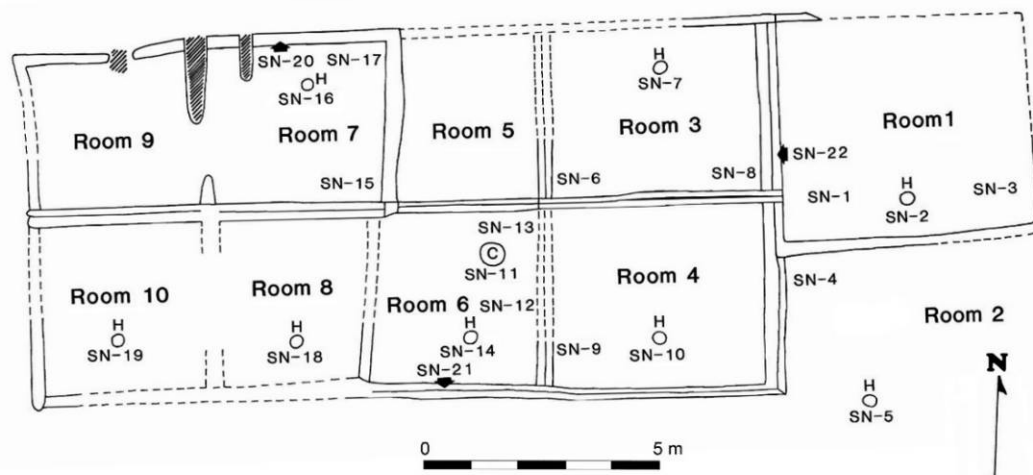 SN-20 SN-17
H
SN-16
Room 9
Room 7
SN-15
Room 5
H
SN-7
Room 3
SN-6
SN-8
Room1
SN-22
SN-1
H
SN-2
SN-3
Room 10
H
SN-19
Room 8
H
SN-18
SN-13
C
SN-11
Room 6
SN-12
H
SN-14
SN-21
Room 4
SN-9
H
SN-10
SN-4
Room 2
H
SN-5
N
0 5 m